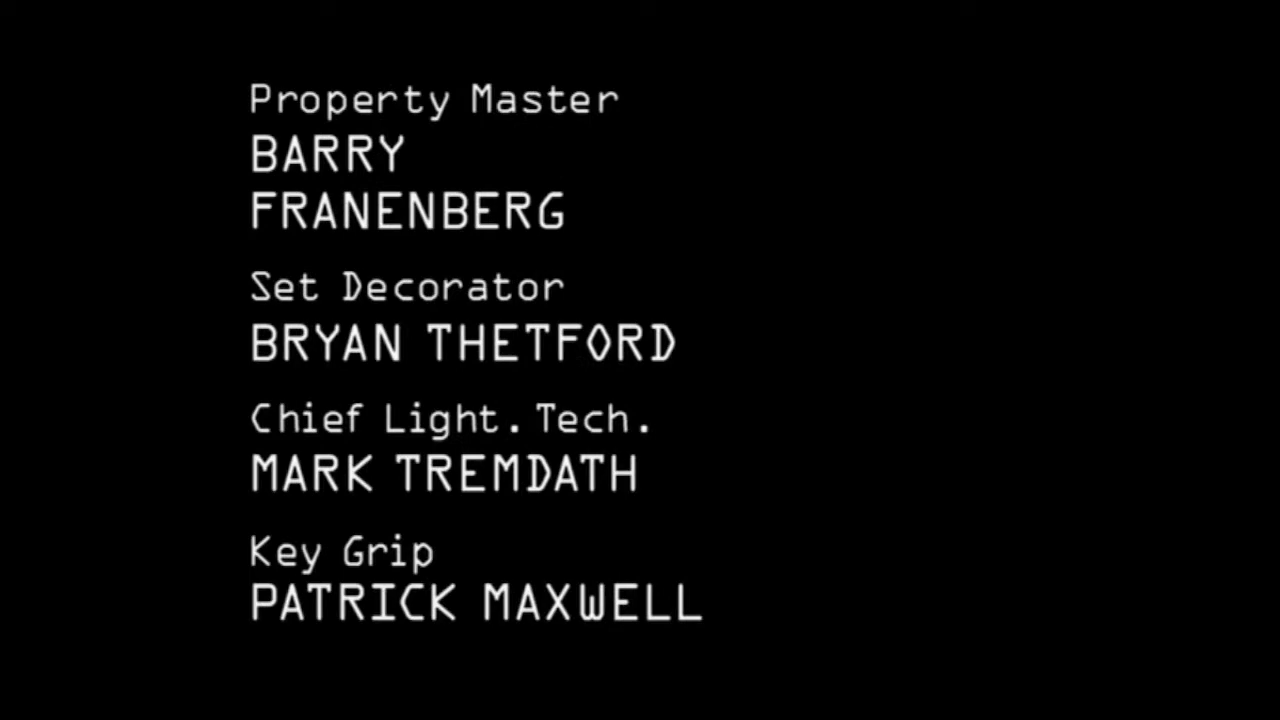 Property Master
BARRY
FRANENBERG
Set Decorator
BRYAN THETFORD
Chief Light. Tech.
MARK TREMDATH
Key Grip
PATRICK MAXWELL